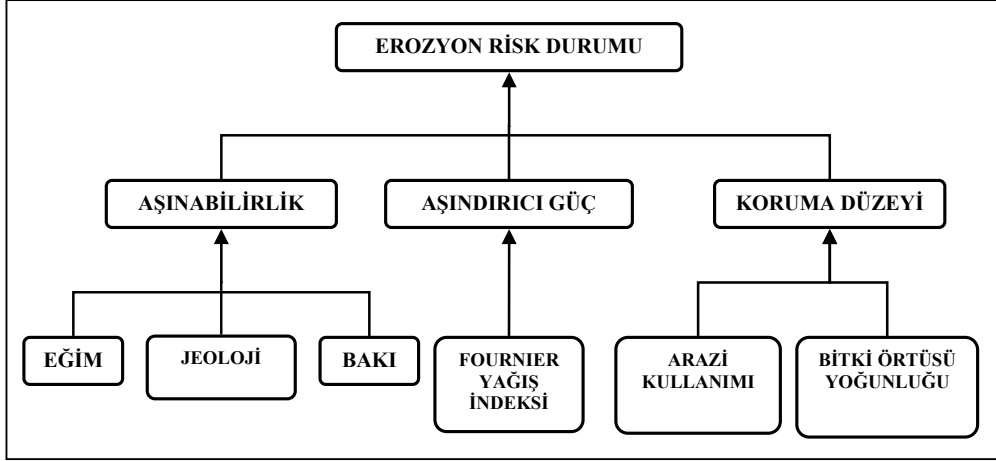 EROZYON RİSK DURUMU
AŞINABİLİRLİK
AŞINDIRICI GÜÇ
KORUMA DÜZEYİ
EĞİM
JEOLOJİ
BAKI
FOURNIER
YAĞIŞ
İNDEKSİ
ARAZİ
KULLANIMI
BİTKİ ÖRTÜSÜ
YOĞUNLUĞU